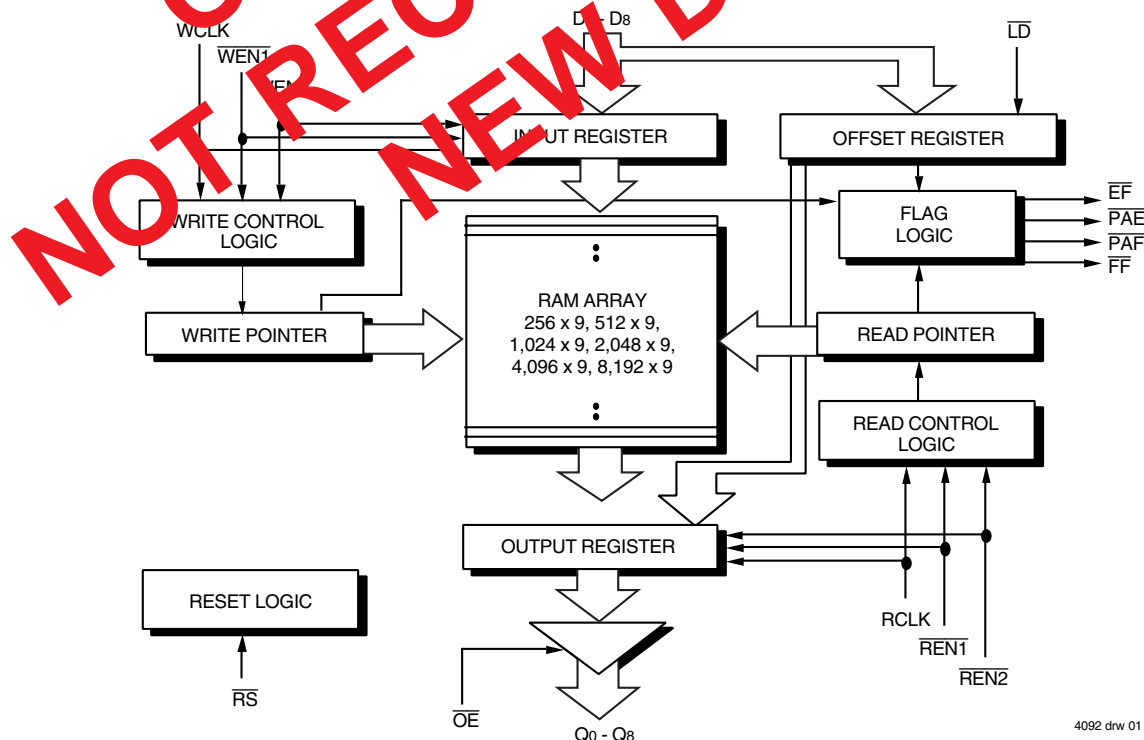 D8
WCLK
WEN1
LD
NOT
NEW
INPUT REGISTER
OFFSET REGISTER
WRITE CONTROL
LOGIC
FLAG
LOGIC
EF
PAE
PAF
FF
RAM ARRAY
256 x 9, 512 x 9,
1,024 x 9, 2,048 x 9,
4,096 x 9, 8,192 x 9
WRITE POINTER
READ POINTER
READ CONTROL
LOGIC
OUTPUT REGISTER
RESET LOGIC
RCLK
REN1
REN2
RS
OE
Q0 - Q8
4092 drw 01